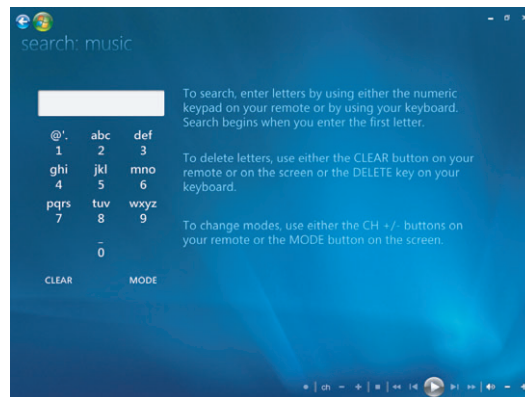 search: music
To search, enter letters by using either the numeric
keypad on your remote or by using your keyboard.
Search begins when you enter the first letter.
To delete letters, use either the CLEAR button on your
remote or on the screen or the DELETE key on your
keyboard.
To change modes, use either the CH +/- buttons on
your remote or the MODE button on the screen.
@'. abc def
1 2 3
ghi jkl mno
4 5 6
pqrs tuv wxyz
7 8 9
_
0
CLEAR MODE
ch - +